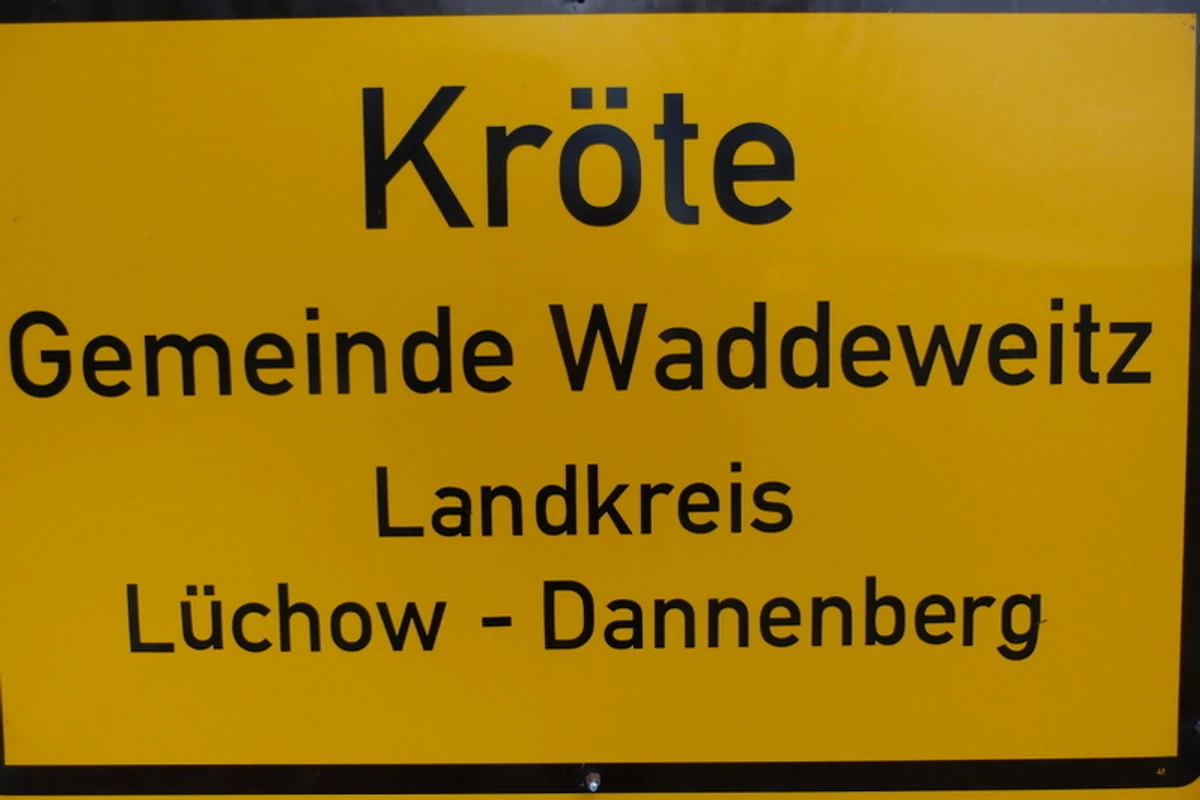 Kröte
Gemeinde Waddeweitz
Landkreis
Lüchow - Dannenberg